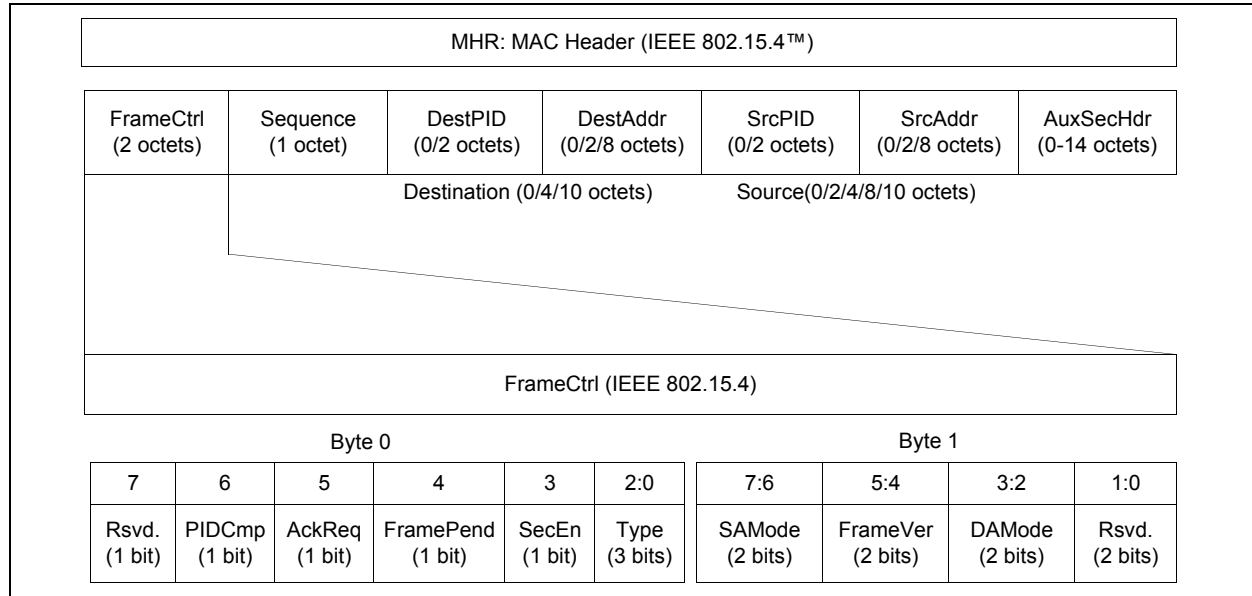 MHR: MAC Header (IEEE 802.15.4™)
FrameCtrl Sequence DestPID DestAddr SrcPID SrcAddr AuxSecHdr
(2 octets) (1 octet) (0/2 octets) (0/2/8 octets) (0/2 octets) (0/2/8 octets) (0-14 octets)
Destination (0/4/10 octets) Source(0/2/4/8/10 octets)
FrameCtrl (IEEE 802.15.4)
Byte 0 Byte 1
7 6 5 4 3 2:0 7:6 5:4 3:2 1:0
Rsvd. PIDCmp AckReq FramePend SecEn Type SAMode FrameVer DAMode Rsvd.
(1 bit) (1 bit) (1 bit) (1 bit) (1 bit) (3 bits) (2 bits) (2 bits) (2 bits) (2 bits)